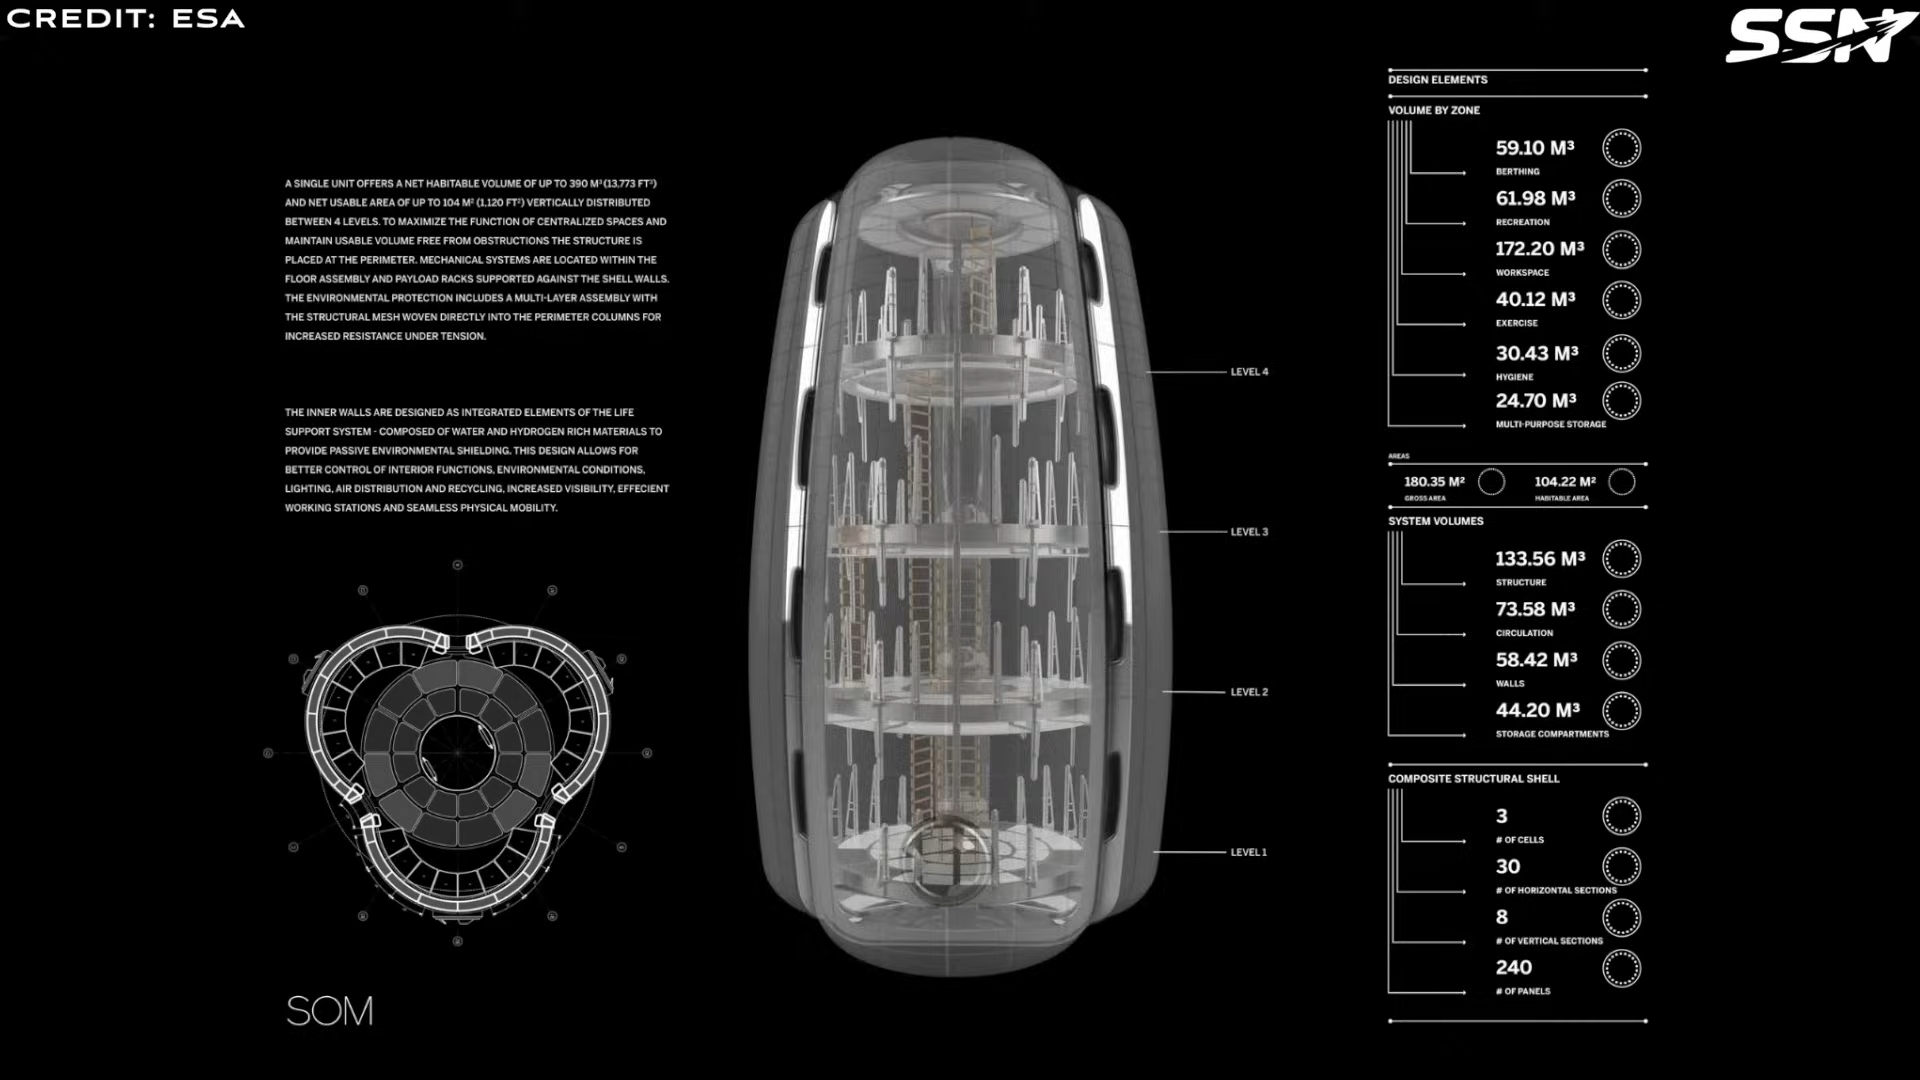 CREDIT: ESA
SSN
A SINGLE UNIT OFFERS A NET HABITABLE VOLUME OF UP TO 390 M³ (13,773 FT³)
AND NET USABLE AREA OF UP TO 104 M² (1,120 FT²) VERTICALLY DISTRIBUTED
BETWEEN 4 LEVELS. TO MAXIMIZE THE FUNCTION OF CENTRALIZED SPACES AND
MAINTAIN USABLE VOLUME FREE FROM OBSTRUCTIONS THE STRUCTURE IS
PLACED AT THE PERIMETER. MECHANICAL SYSTEMS ARE LOCATED WITHIN THE
FLOOR ASSEMBLY AND PAYLOAD RACKS SUPPORTED AGAINST THE SHELL WALLS.
THE ENVIRONMENTAL PROTECTION INCLUDES A MULTI-LAYER ASSEMBLY WITH
THE STRUCTURAL MESH WOVEN DIRECTLY INTO THE PERIMETER COLUMNS FOR
INCREASED RESISTANCE UNDER TENSION.
THE INNER WALLS ARE DESIGNED AS INTEGRATED ELEMENTS OF THE LIFE
SUPPORT SYSTEM - COMPOSED OF WATER AND HYDROGEN RICH MATERIALS TO
PROVIDE PASSIVE ENVIRONMENTAL SHIELDING. THIS DESIGN ALLOWS FOR
BETTER CONTROL OF INTERIOR FUNCTIONS, ENVIRONMENTAL CONDITIONS,
LIGHTING, AIR DISTRIBUTION AND RECYCLING, INCREASED VISIBILITY, EFFECIENT
WORKING STATIONS AND SEAMLESS PHYSICAL MOBILITY.
SOM
LEVEL 4
LEVEL 3
LEVEL 2
LEVEL 1
DESIGN ELEMENTS
VOLUME BY ZONE
59.10 M³
BERTHING
61.98 M³
RECREATION
172.20 M³
WORKSPACE
40.12 M³
EXERCISE
30.43 M³
HYGIENE
24.70 M³
MULTI-PURPOSE STORAGE
AREAS
180.35 M² 104.22 M²
GROSS AREA HABITABLE AREA
SYSTEM VOLUMES
133.56 M³
STRUCTURE
73.58 M³
CIRCULATION
58.42 M³
WALLS
44.20 M³
STORAGE COMPARTMENTS
COMPOSITE STRUCTURAL SHELL
3
# OF CELLS
30
# OF HORIZONTAL SECTIONS
8
# OF VERTICAL SECTIONS
240
# OF PANELS